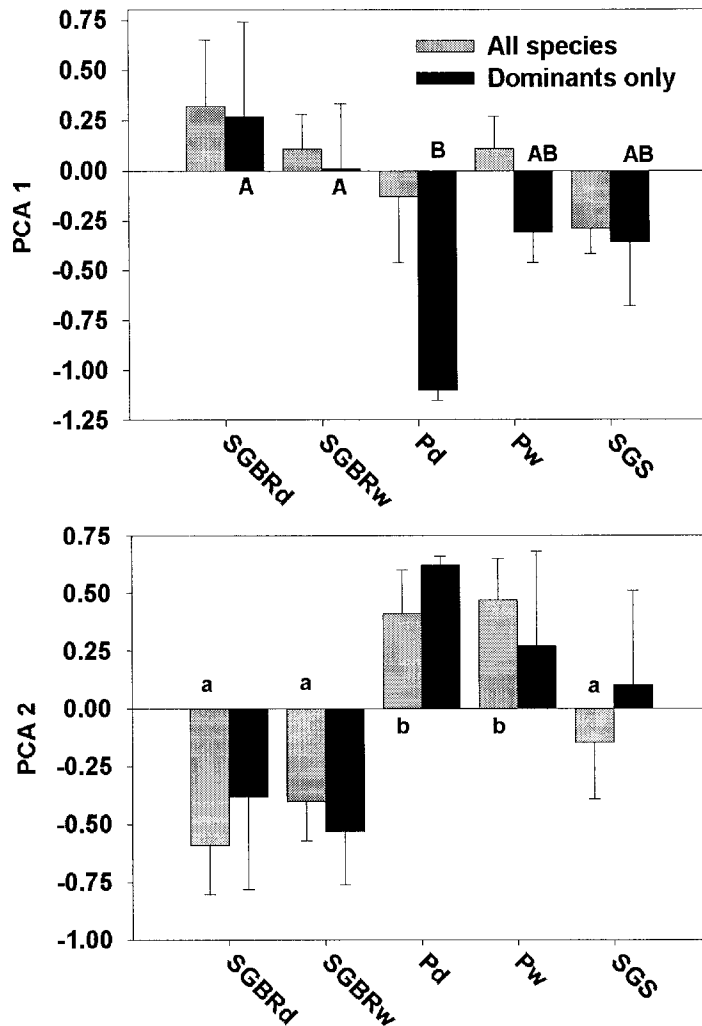 0.75
0.50
0.25
0.00
-0.25
-0.50
-0.75
-1.00
-1.25
PCA 1
All species
Dominants only
A
A
B
AB
AB
SGBRd
SGBRw
Pd
Pw
SGS
0.75
0.50
0.25
0.00
-0.25
-0.50
-0.75
-1.00
PCA 2
a
a
b
b
a
SGBRd
SGBRw
Pd
Pw
SGS